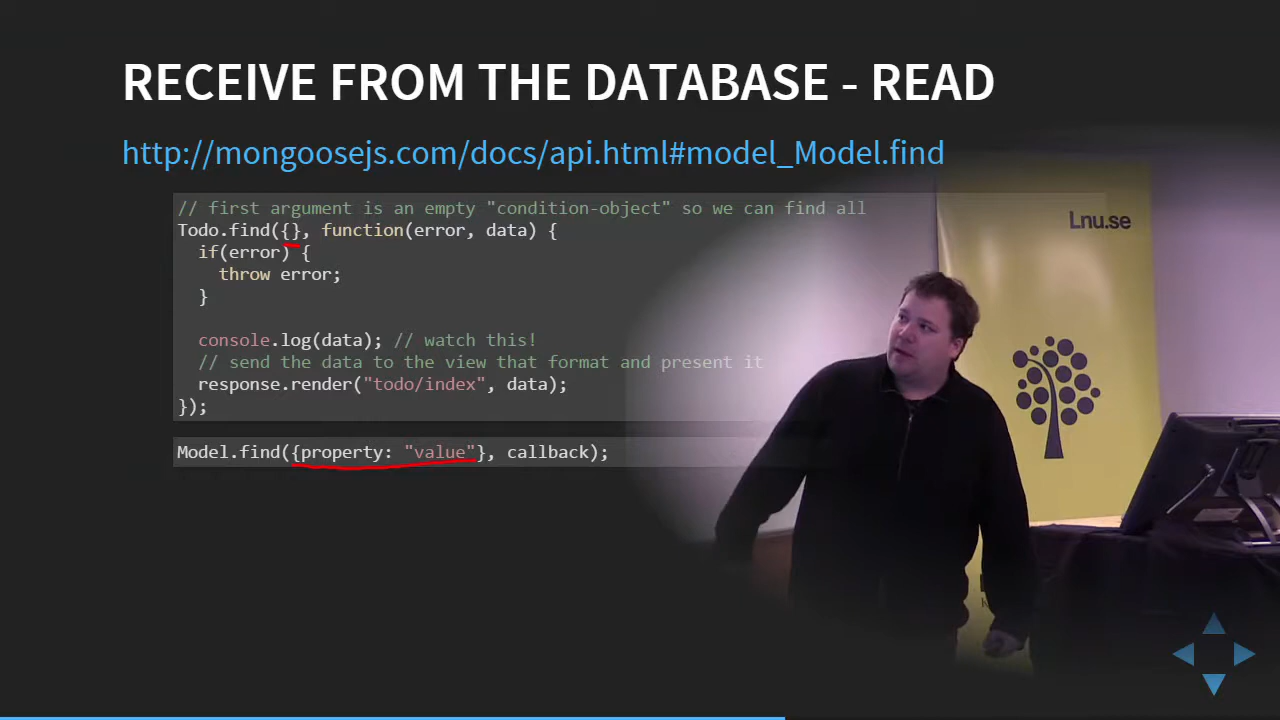 RECEIVE FROM THE DATABASE - READ
http://mongoosejs.com/docs/api.html#model_Model.find
// first argument is an empty "condition-object" so we can find all
Todo.find({}, function(error, data) {
if(error) {
throw error;
}
console.log(data); // watch this!
// send the data to the view that format and present it
response.render("todo/index", data);
});
Model.find({property: "value"}, callback);
Lnu.se